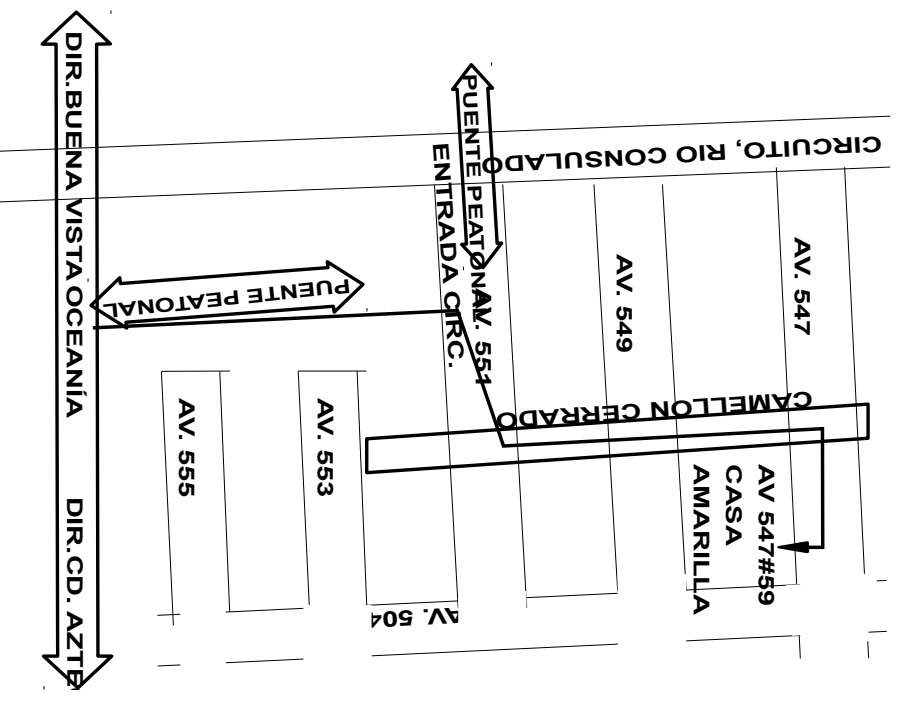 DIR.BUENA VISTA
OCEANÍA
DIR.CD. AZTE
PUENTE PEATONAL
CIRCUITO, RIO CONSULADO
ENTRADA CIRC.
PUENTE PEATONAL
AV. 551
AV. 549
AV. 547
CAMELLON CERRADO
AV. 555
AV. 553
AV 547#59
CASA
AMARILLA
AV. 504